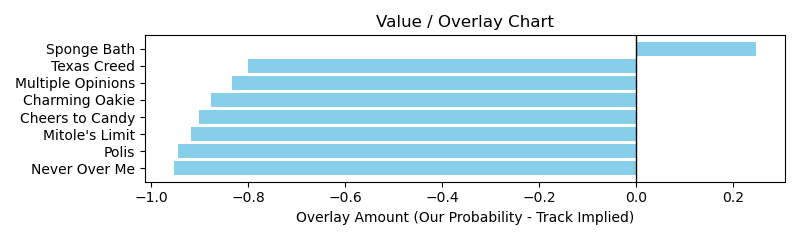 Value / Overlay Chart
Sponge Bath
Texas Creed
Multiple Opinions
Charming Oakie
Cheers to Candy
Mitole's Limit
Polis
Never Over Me
−1.0 −0.8 −0.6 −0.4 −0.2 0.0 0.2
Overlay Amount (Our Probability - Track Implied)